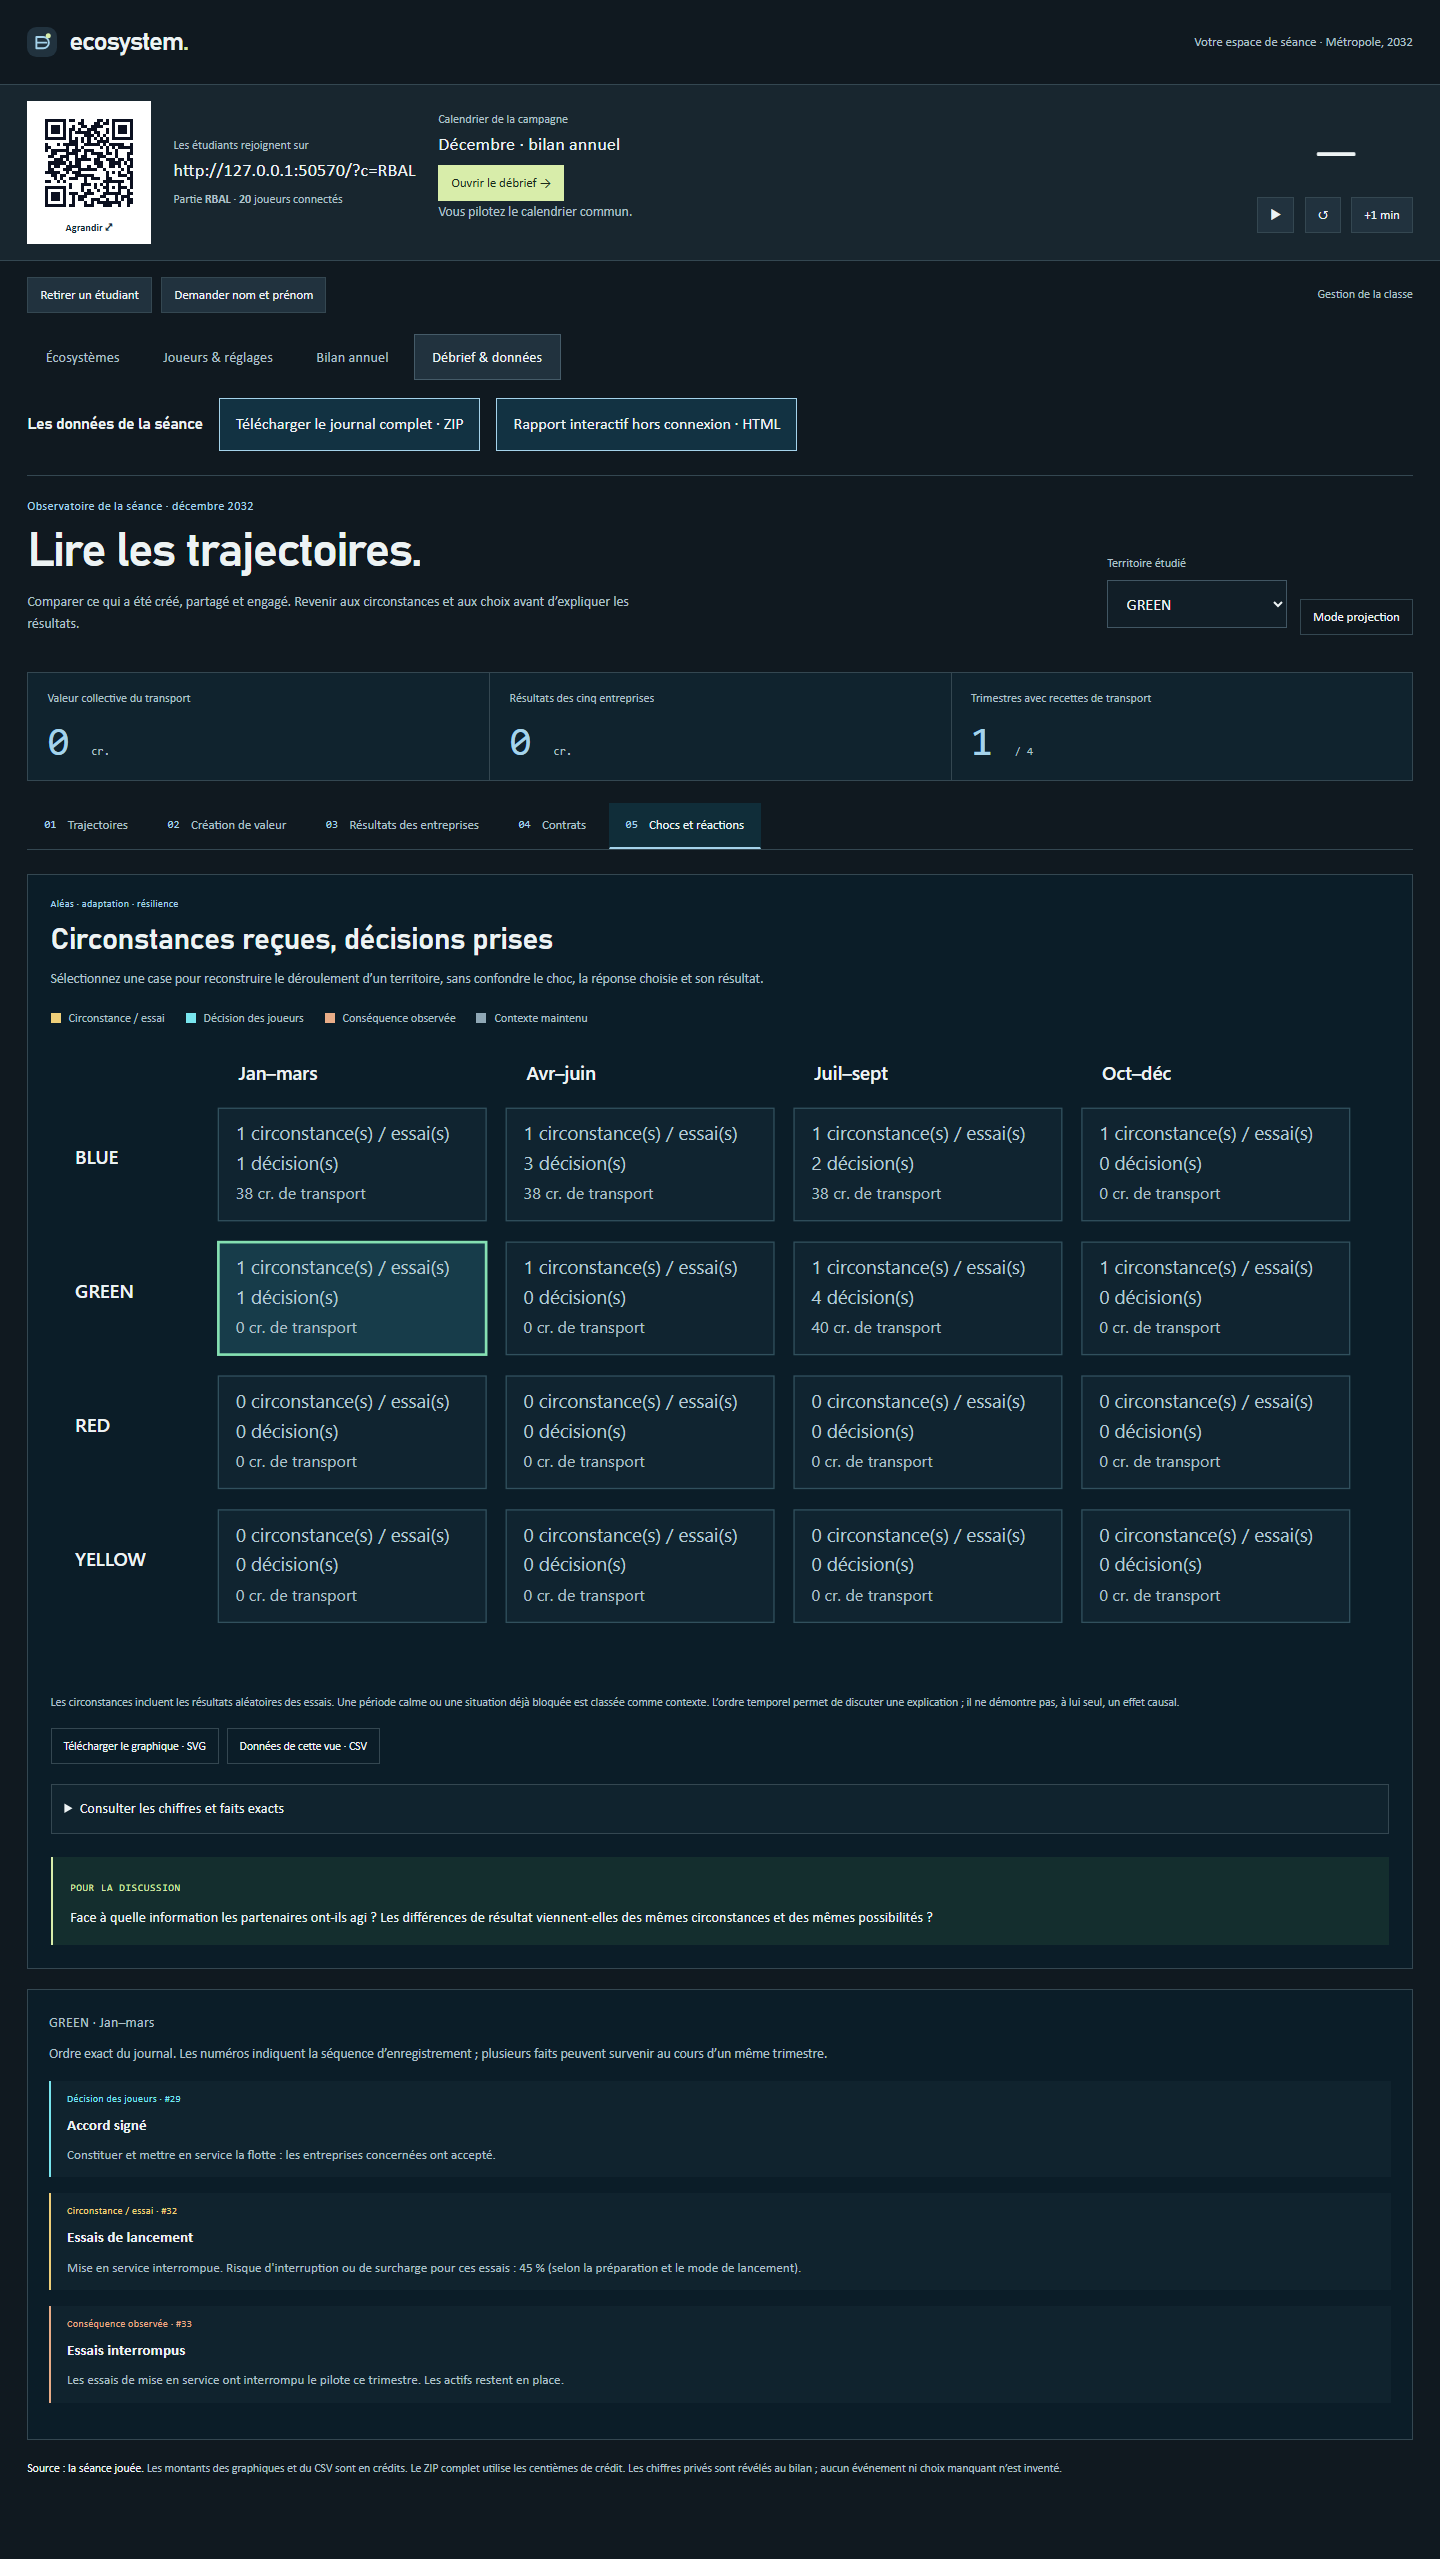 ecosystem.
Votre espace de séance · Métropole, 2032
Agrandir ⤢
Les étudiants rejoignent sur
http://127.0.0.1:50570/?c=RBAL
Partie RBAL · 20 joueurs connectés
Calendrier de la campagne
Décembre · bilan annuel
Ouvrir le débrief →
Vous pilotez le calendrier commun.
—
▶ ↺ +1 min
Retirer un étudiant
Demander nom et prénom
Gestion de la classe
Écosystèmes
Joueurs & réglages
Bilan annuel
Débrief & données
Les données de la séance
Télécharger le journal complet · ZIP
Rapport interactif hors connexion · HTML
Observatoire de la séance · décembre 2032
Lire les trajectoires.
Comparer ce qui a été créé, partagé et engagé. Revenir aux circonstances et aux choix avant d’expliquer les
résultats.
Territoire étudié
GREEN
Mode projection
Valeur collective du transport
0 cr.
Résultats des cinq entreprises
0 cr.
Trimestres avec recettes de transport
1 / 4
01 Trajectoires
02 Création de valeur
03 Résultats des entreprises
04 Contrats
05 Chocs et réactions
Aléas · adaptation · résilience
Circonstances reçues, décisions prises
Sélectionnez une case pour reconstruire le déroulement d’un territoire, sans confondre le choc, la réponse choisie et son résultat.
Circonstance / essai
Décision des joueurs
Conséquence observée
Contexte maintenu
Jan–mars
Avr–juin
Juil–sept
Oct–déc
BLUE
1 circonstance(s) / essai(s)
1 décision(s)
38 cr. de transport
1 circonstance(s) / essai(s)
3 décision(s)
38 cr. de transport
1 circonstance(s) / essai(s)
2 décision(s)
38 cr. de transport
1 circonstance(s) / essai(s)
0 décision(s)
0 cr. de transport
GREEN
1 circonstance(s) / essai(s)
1 décision(s)
0 cr. de transport
1 circonstance(s) / essai(s)
0 décision(s)
0 cr. de transport
1 circonstance(s) / essai(s)
4 décision(s)
40 cr. de transport
1 circonstance(s) / essai(s)
0 décision(s)
0 cr. de transport
RED
0 circonstance(s) / essai(s)
0 décision(s)
0 cr. de transport
0 circonstance(s) / essai(s)
0 décision(s)
0 cr. de transport
0 circonstance(s) / essai(s)
0 décision(s)
0 cr. de transport
0 circonstance(s) / essai(s)
0 décision(s)
0 cr. de transport
YELLOW
0 circonstance(s) / essai(s)
0 décision(s)
0 cr. de transport
0 circonstance(s) / essai(s)
0 décision(s)
0 cr. de transport
0 circonstance(s) / essai(s)
0 décision(s)
0 cr. de transport
0 circonstance(s) / essai(s)
0 décision(s)
0 cr. de transport
Les circonstances incluent les résultats aléatoires des essais. Une période calme ou une situation déjà bloquée est classée comme contexte. L’ordre temporel permet de discuter une explication ; il ne démontre pas, à lui seul, un effet causal.
Télécharger le graphique · SVG
Données de cette vue · CSV
▶ Consulter les chiffres et faits exacts
POUR LA DISCUSSION
Face à quelle information les partenaires ont-ils agi ? Les différences de résultat viennent-elles des mêmes circonstances et des mêmes possibilités ?
GREEN · Jan–mars
Ordre exact du journal. Les numéros indiquent la séquence d’enregistrement ; plusieurs faits peuvent survenir au cours d’un même trimestre.
Décision des joueurs · #29
Accord signé
Constituer et mettre en service la flotte : les entreprises concernées ont accepté.
Circonstance / essai · #32
Essais de lancement
Mise en service interrompue. Risque d'interruption ou de surcharge pour ces essais : 45 % (selon la préparation et le mode de lancement).
Conséquence observée · #33
Essais interrompus
Les essais de mise en service ont interrompu le pilote ce trimestre. Les actifs restent en place.
Source : la séance jouée. Les montants des graphiques et du CSV sont en crédits. Le ZIP complet utilise les centièmes de crédit. Les chiffres privés sont révélés au bilan ; aucun événement ni choix manquant n’est inventé.